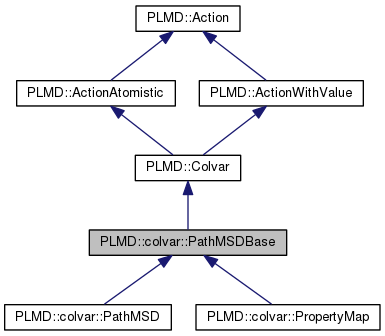 PLMD::Action
PLMD::ActionAtomistic
PLMD::ActionWithValue
PLMD::Colvar
PLMD::colvar::PathMSDBase
PLMD::colvar::PathMSD
PLMD::colvar::PropertyMap